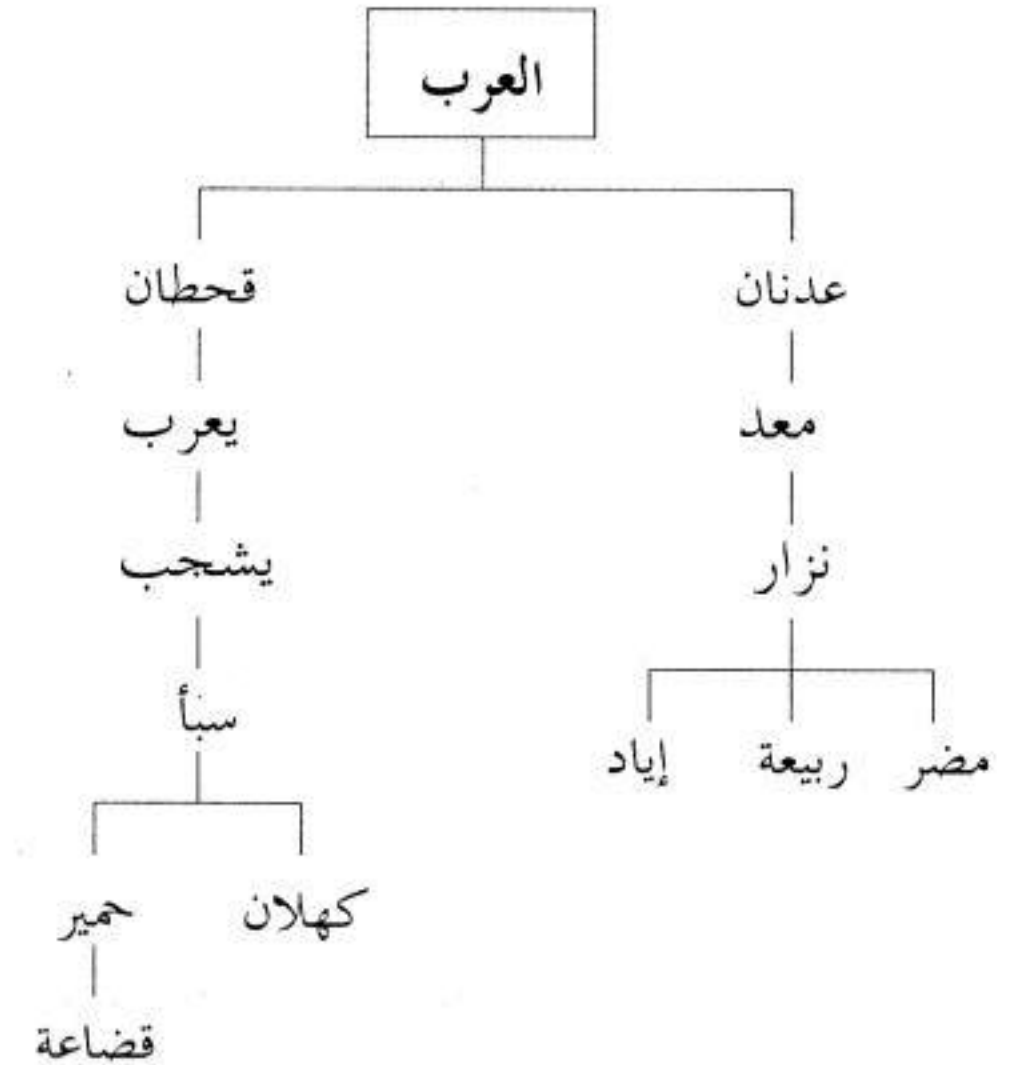 العرب
عدنان
قحطان
معد
يعرب
نزار
يشجب
سبأ
مضر
ربيعة
إياد
كهلان
حمير
قضاعة